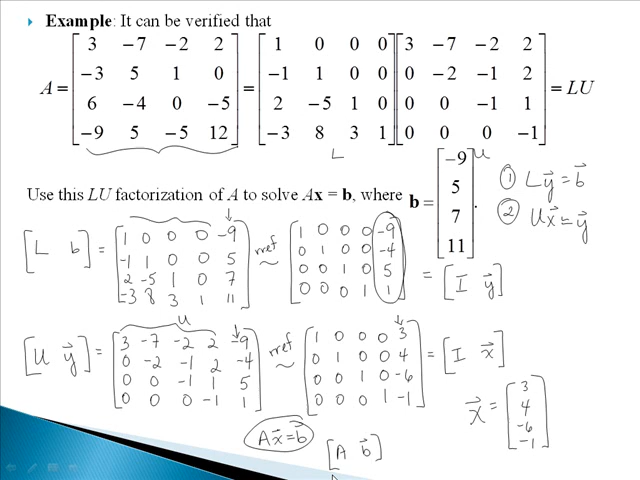 Example: It can be verified that
A = [ 3 −7 −2 2 ; −3 5 1 0 ; 6 −4 0 −5 ; −9 5 −5 12 ] = [ 1 0 0 0 ; −1 1 0 0 ; 2 −5 1 0 ; −3 8 3 1 ] [ 3 −7 −2 2 ; 0 −2 −1 2 ; 0 0 −1 1 ; 0 0 0 −1 ] = LU
L U
Use this LU factorization of A to solve Ax = b, where b = [ −9 ; 5 ; 7 ; 11 ].
① Ly⃗ = b⃗
② Ux⃗ = y⃗
[ L b ] = [ 1 0 0 0 −9 ; −1 1 0 0 5 ; 2 −5 1 0 7 ; −3 8 3 1 11 ] rref ~ [ 1 0 0 0 −9 ; 0 1 0 0 −4 ; 0 0 1 0 5 ; 0 0 0 1 1 ] = [ I y⃗ ]
U
[ U y⃗ ] = [ 3 −7 −2 2 −9 ; 0 −2 −1 2 −4 ; 0 0 −1 1 5 ; 0 0 0 −1 1 ] rref ~ [ 1 0 0 0 3 ; 0 1 0 0 4 ; 0 0 1 0 −6 ; 0 0 0 1 −1 ] = [ I x⃗ ]
x⃗ = [ 3 ; 4 ; −6 ; −1 ]
Ax⃗ = b⃗
[ A b⃗ ]